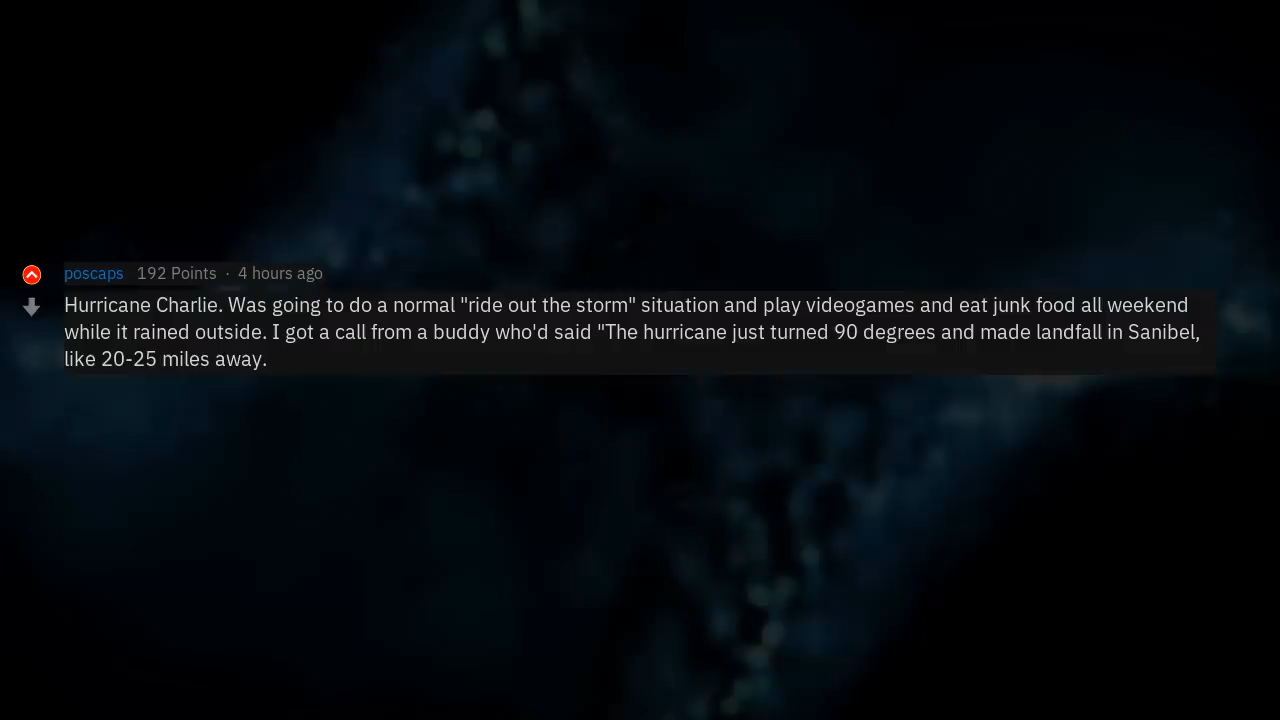 poscaps 192 Points · 4 hours ago
Hurricane Charlie. Was going to do a normal "ride out the storm" situation and play videogames and eat junk food all weekend
while it rained outside. I got a call from a buddy who'd said "The hurricane just turned 90 degrees and made landfall in Sanibel,
like 20-25 miles away.